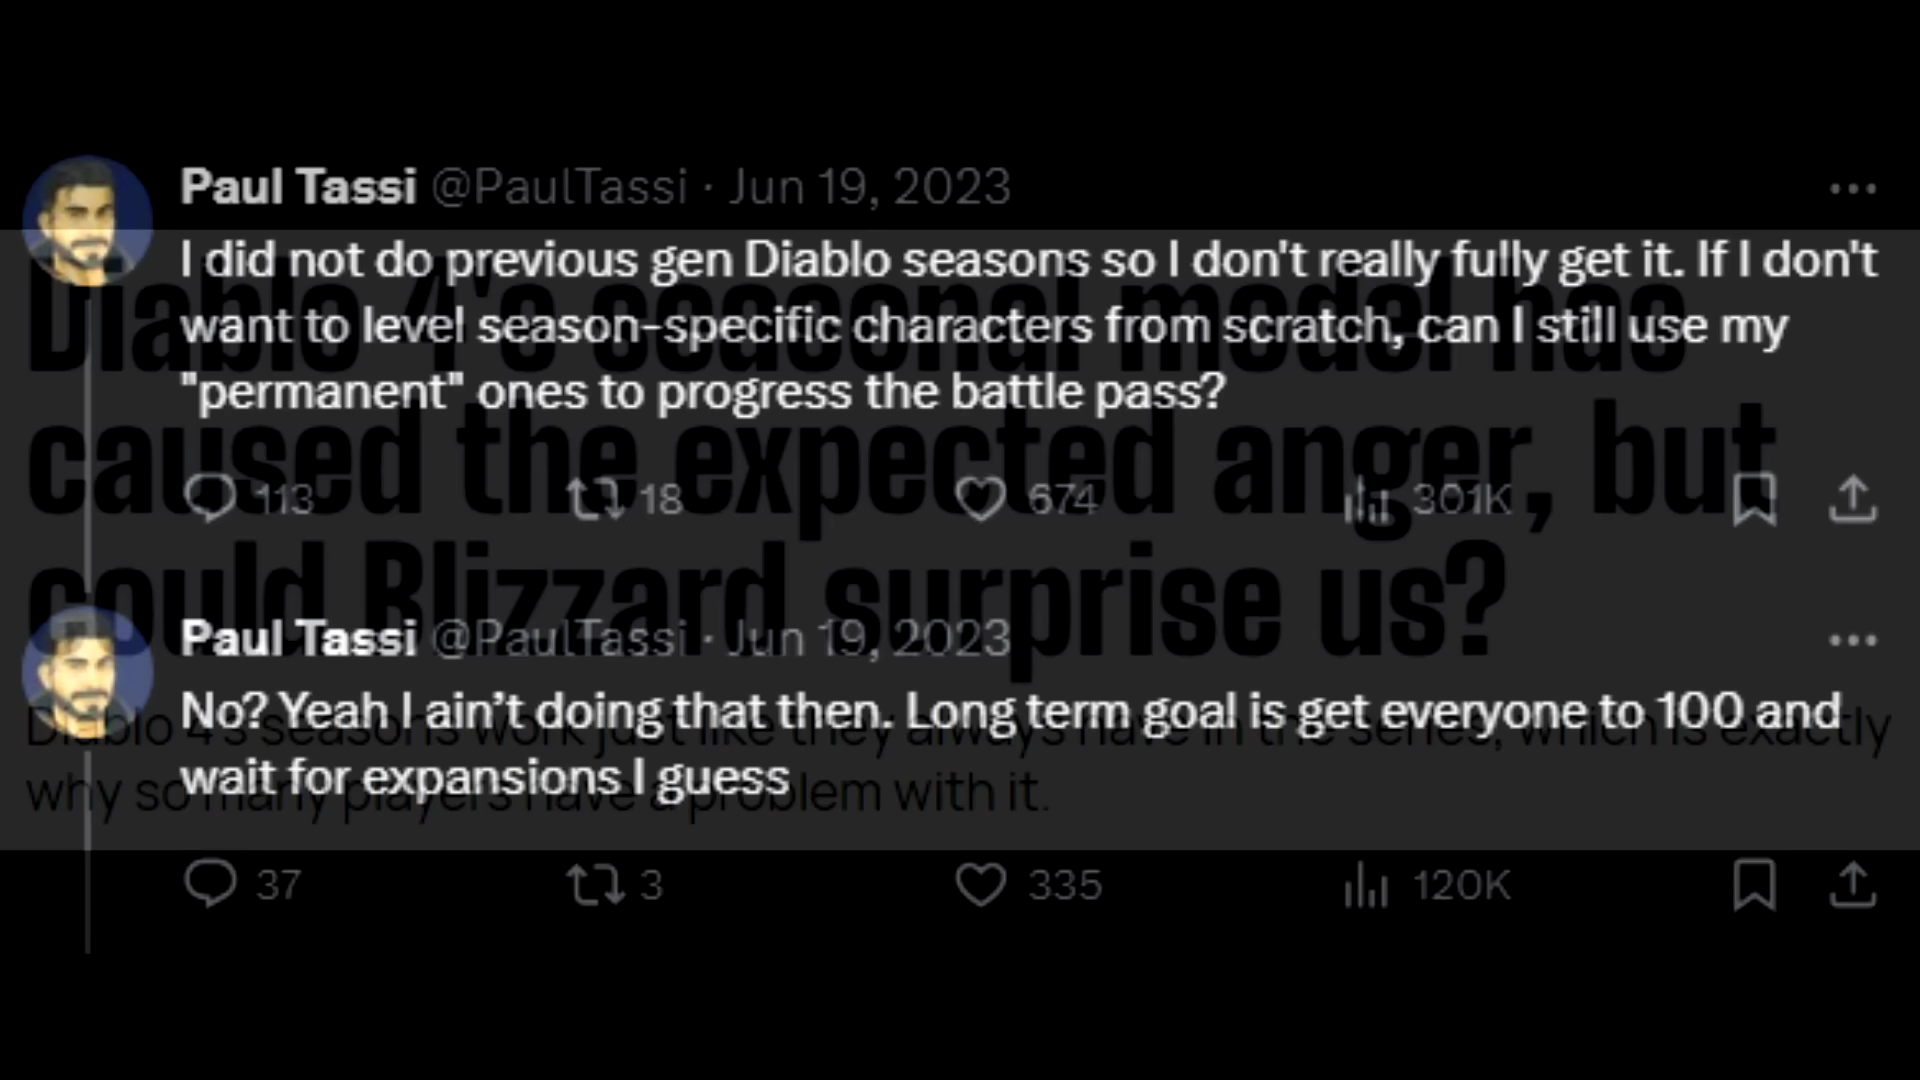 Paul Tassi @PaulTassi · Jun 19, 2023
I did not do previous gen Diablo seasons so I don't really fully get it. If I don't
want to level season-specific characters from scratch, can I still use my
"permanent" ones to progress the battle pass?
113 18 674 301K
Paul Tassi @PaulTassi · Jun 19, 2023
No? Yeah I ain’t doing that then. Long term goal is get everyone to 100 and
wait for expansions I guess
37 3 335 120K
Diablo 4's seasonal model has
caused the expected anger, but
could Blizzard surprise us?
Diablo 4's seasons work just like they always have in the series, which is exactly
why so many players have a problem with it.